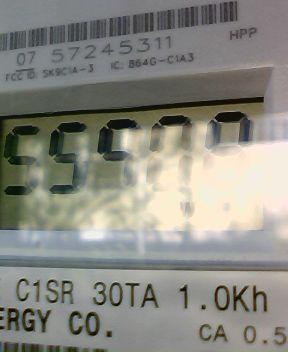 HPP
07 57245311
FCC ID: SK9C1A-3 IC: 864G-C1A3
C1SR 30TA 1.0Kh
ERGY CO. CA 0.5